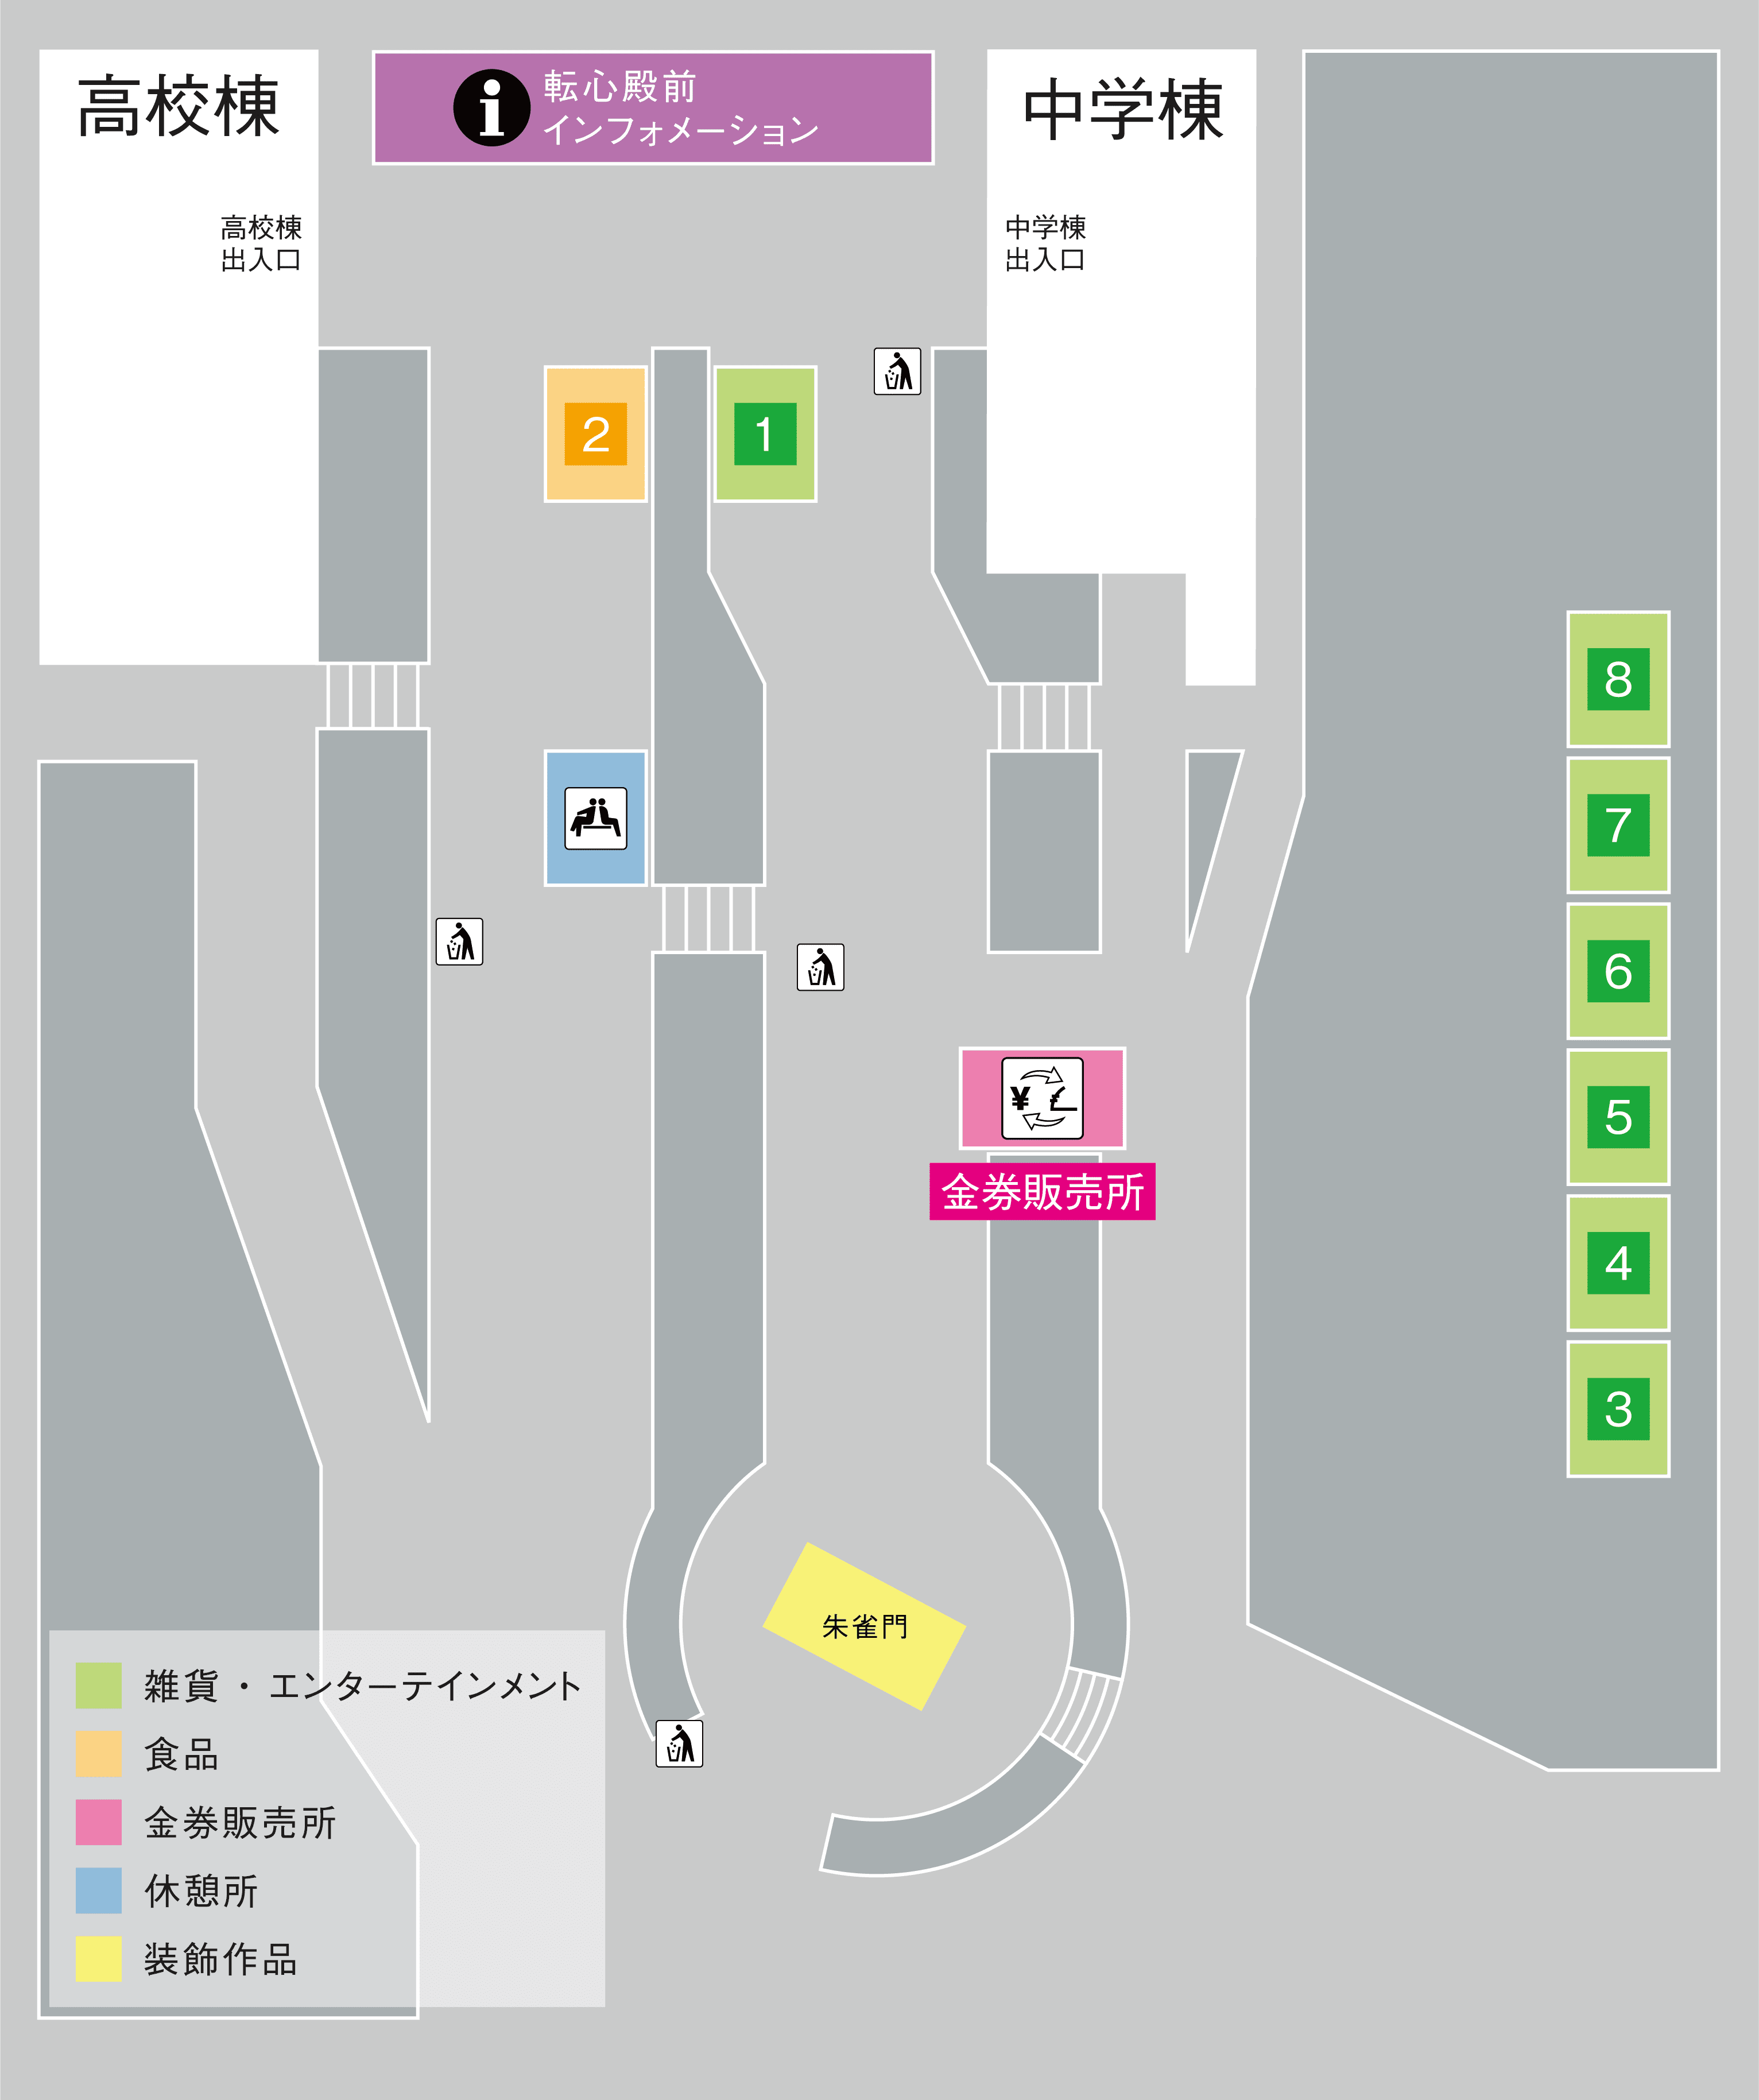 高校棟
転心殿前
インフォメーション
中学棟
高校棟
出入口
中学棟
出入口
2
1
8
7
6
5
4
3
金券販売所
朱雀門
雑貨・エンターテインメント
食品
金券販売所
休憩所
装飾作品